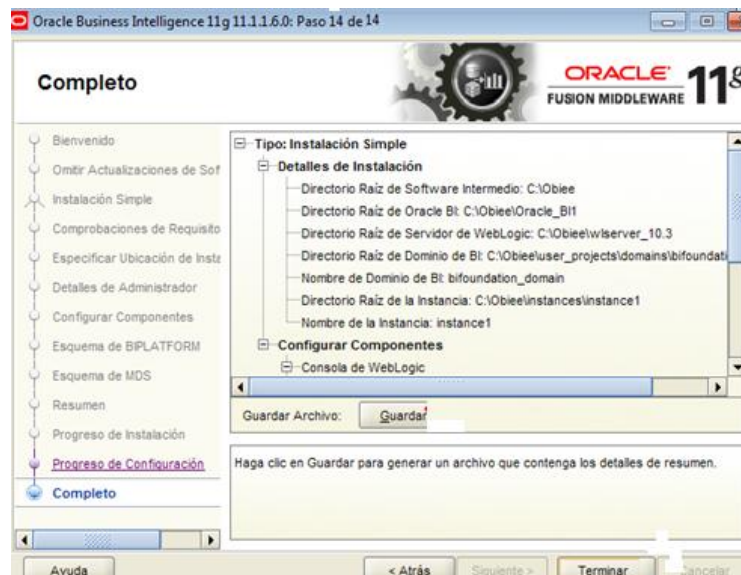 Oracle Business Intelligence 11g 11.1.1.6.0: Paso 14 de 14
Completo
ORACLE
FUSION MIDDLEWARE 11g
Bienvenido
Omitir Actualizaciones de Sof
Instalación Simple
Comprobaciones de Requisito
Especificar Ubicación de Insta
Detalles de Administrador
Configurar Componentes
Esquema de BIPLATFORM
Esquema de MDS
Resumen
Progreso de Instalación
Progreso de Configuración
Completo
Tipo: Instalación Simple
Detalles de Instalación
Directorio Raíz de Software Intermedio: C:\Obiee
Directorio Raíz de Oracle BI: C:\Obiee\Oracle_BI1
Directorio Raíz de Servidor de WebLogic: C:\Obiee\wlserver_10.3
Directorio Raíz de Dominio de BI: C:\Obiee\user_projects\domains\bifoundati
Nombre de Dominio de BI: bifoundation_domain
Directorio Raíz de la Instancia: C:\Obiee\instances\instance1
Nombre de la Instancia: instance1
Configurar Componentes
Consola de WebLogic
Guardar Archivo: Guardar
Haga clic en Guardar para generar un archivo que contenga los detalles de resumen.
Ayuda < Atrás Siguiente > Terminar Cancelar